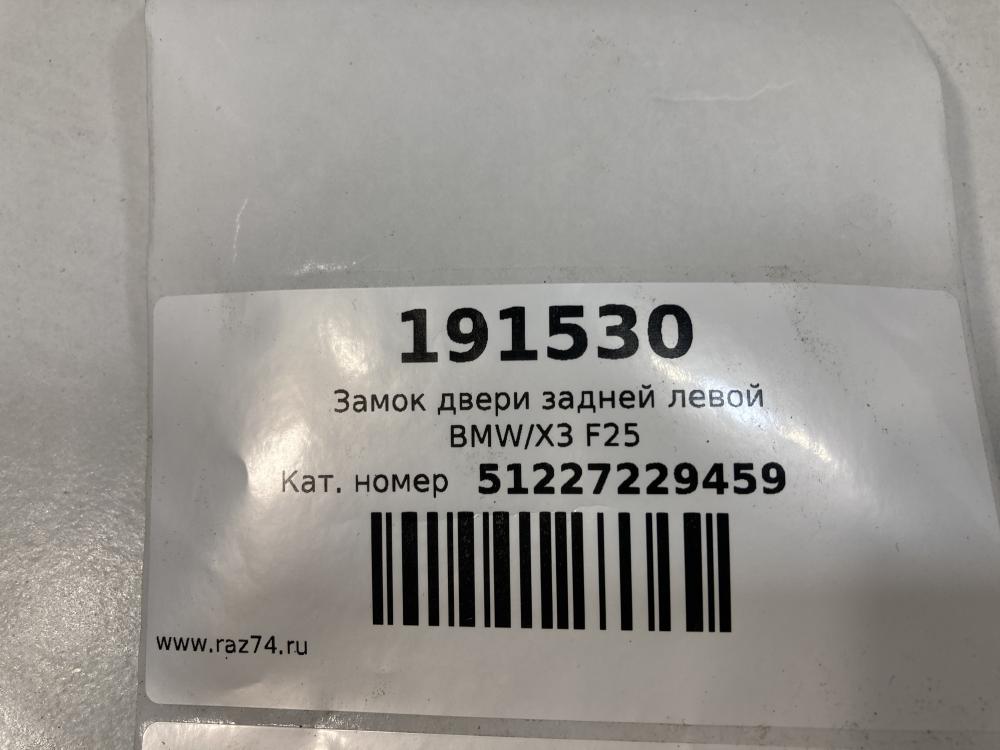 191530
Замок двери задней левой
BMW/X3 F25
Кат. номер 51227229459
www.raz74.ru